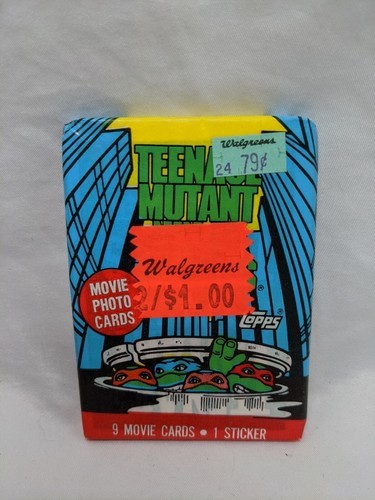 Walgreens
24 79¢
TEENAGE
MUTANT
Walgreens
2/$1.00
MOVIE
PHOTO
CARDS
®
TOPPS
9 MOVIE CARDS • 1 STICKER